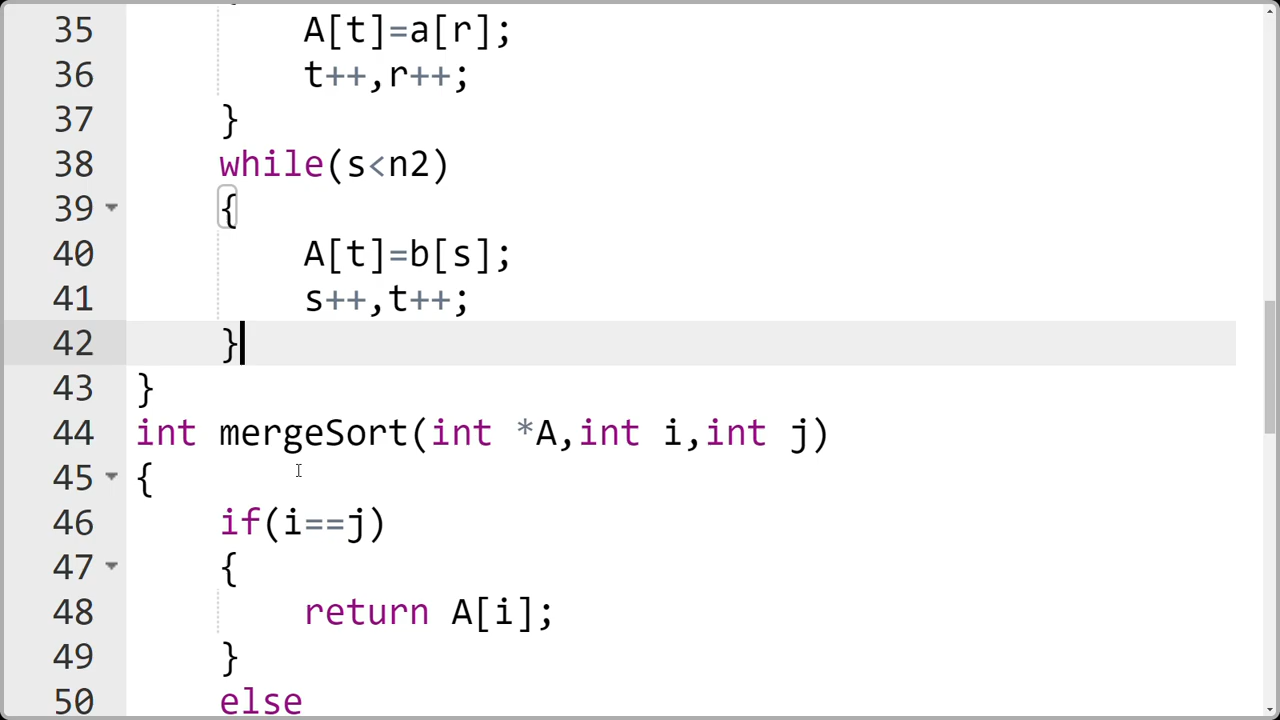 35 A[t]=a[r];
36 t++,r++;
37 }
38 while(s<n2)
39 {
40 A[t]=b[s];
41 s++,t++;
42 }
43 }
44 int mergeSort(int *A,int i,int j)
45 {
46 if(i==j)
47 {
48 return A[i];
49 }
50 else